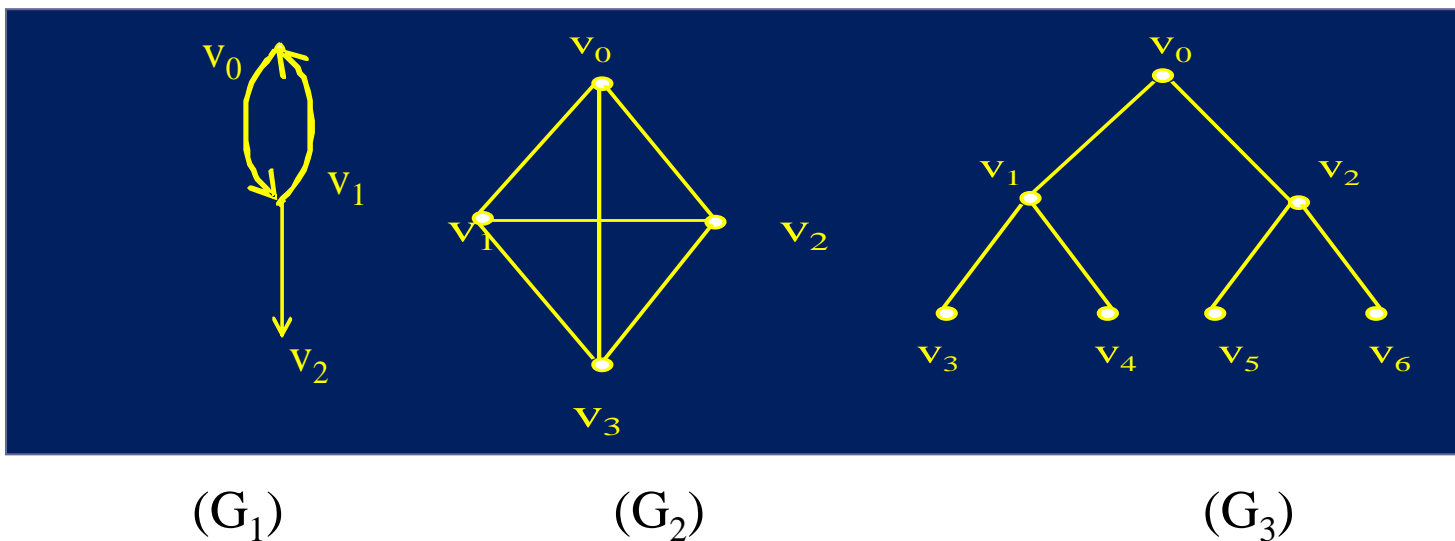 v₀
v₁
v₂
v₀
v₁
v₂
v₃
v₀
v₁
v₂
v₃ v₄ v₅ v₆
(G₁) (G₂) (G₃)